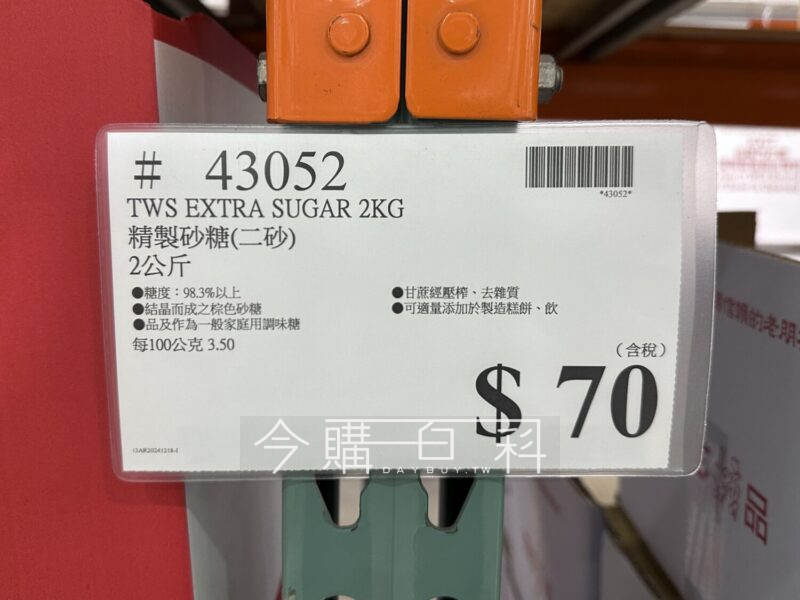 # 43052
*43052*
TWS EXTRA SUGAR 2KG
精製砂糖(二砂)
2公斤
●糖度：98.3%以上
●結晶而成之棕色砂糖
●品及作為一般家庭用調味糖
●甘蔗經壓榨、去雜質
●可適量添加於製造糕餅、飲
每100公克 3.50
（含稅）
$ 70
13AR20241218-J
今購百科
DAYBUY.TW
品